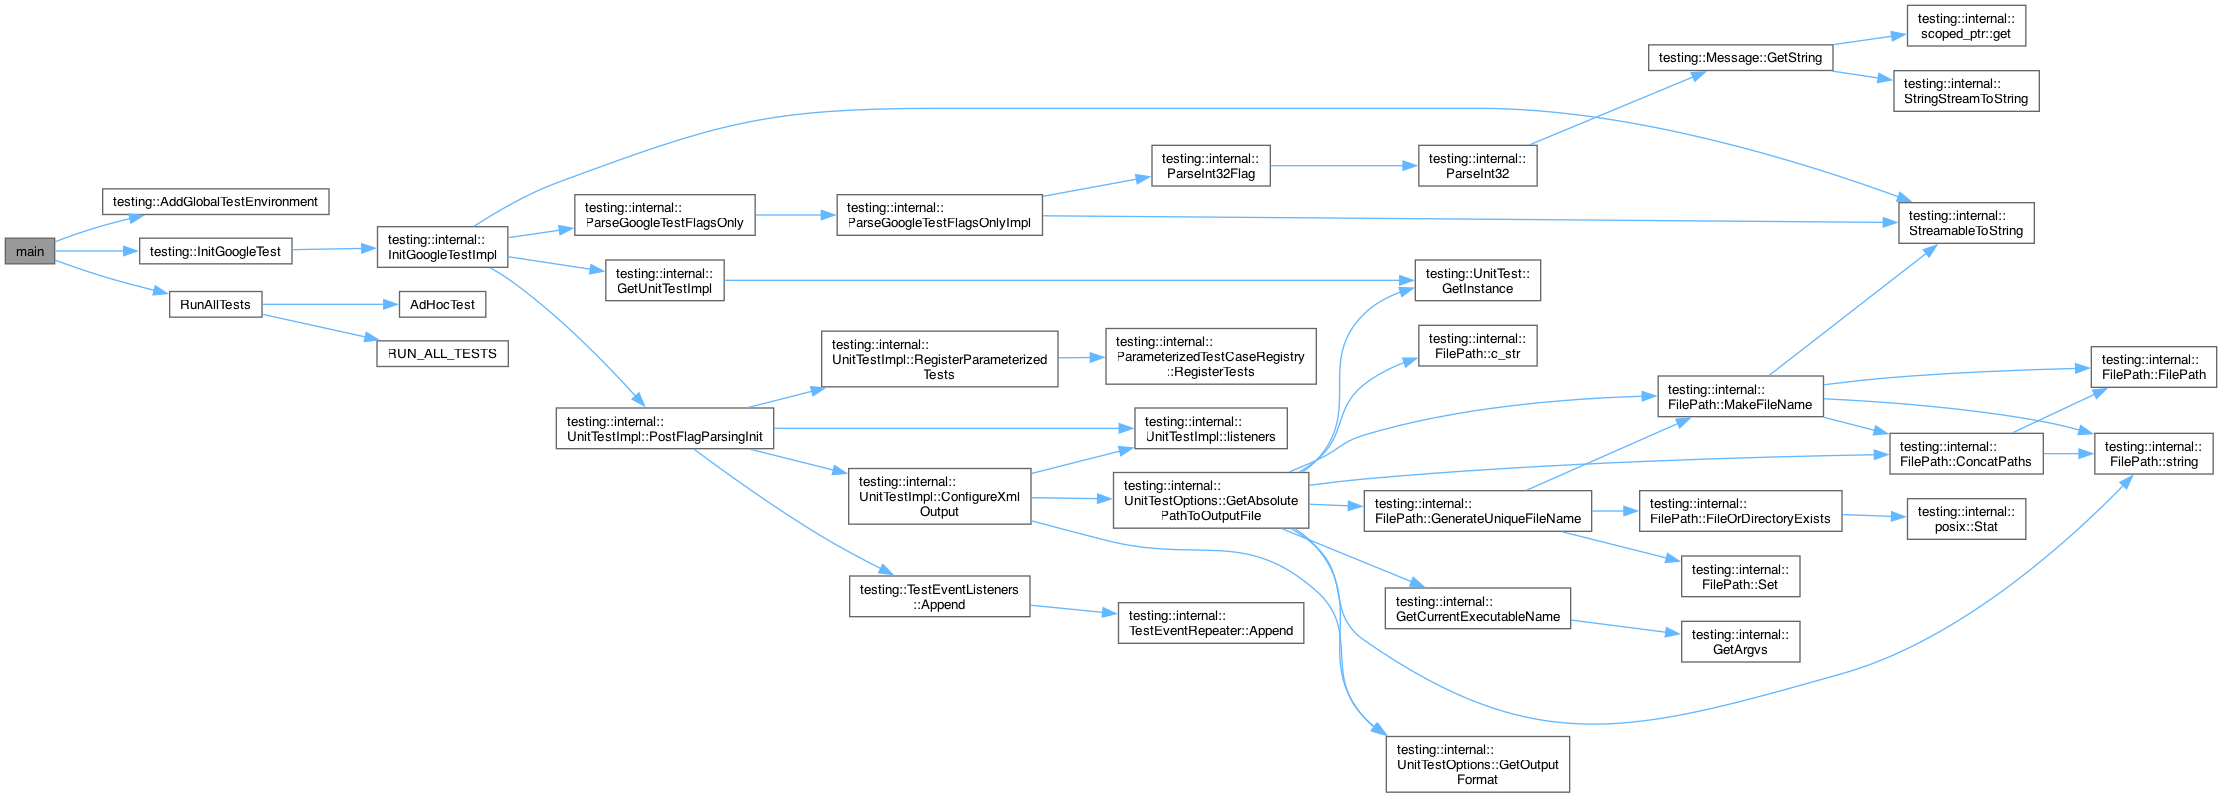 main
testing::AddGlobalTestEnvironment
testing::InitGoogleTest
RunAllTests
testing::internal::
InitGoogleTestImpl
AdHocTest
RUN_ALL_TESTS
testing::internal::
ParseGoogleTestFlagsOnly
testing::internal::
GetUnitTestImpl
testing::internal::
UnitTestImpl::PostFlagParsingInit
testing::internal::
ParseGoogleTestFlagsOnlyImpl
testing::internal::
UnitTestImpl::RegisterParameterized
Tests
testing::internal::
UnitTestImpl::ConfigureXml
Output
testing::TestEventListeners
::Append
testing::internal::
ParseInt32Flag
testing::internal::
ParameterizedTestCaseRegistry
::RegisterTests
testing::internal::
UnitTestImpl::listeners
testing::internal::
UnitTestOptions::GetAbsolute
PathToOutputFile
testing::internal::
TestEventRepeater::Append
testing::internal::
ParseInt32
testing::UnitTest::
GetInstance
testing::internal::
FilePath::c_str
testing::internal::
FilePath::GenerateUniqueFileName
testing::internal::
GetCurrentExecutableName
testing::internal::
UnitTestOptions::GetOutput
Format
testing::Message::GetString
testing::internal::
FilePath::MakeFileName
testing::internal::
FilePath::FileOrDirectoryExists
testing::internal::
FilePath::Set
testing::internal::
GetArgvs
testing::internal::
scoped_ptr::get
testing::internal::
StringStreamToString
testing::internal::
StreamableToString
testing::internal::
FilePath::ConcatPaths
testing::internal::
posix::Stat
testing::internal::
FilePath::FilePath
testing::internal::
FilePath::string